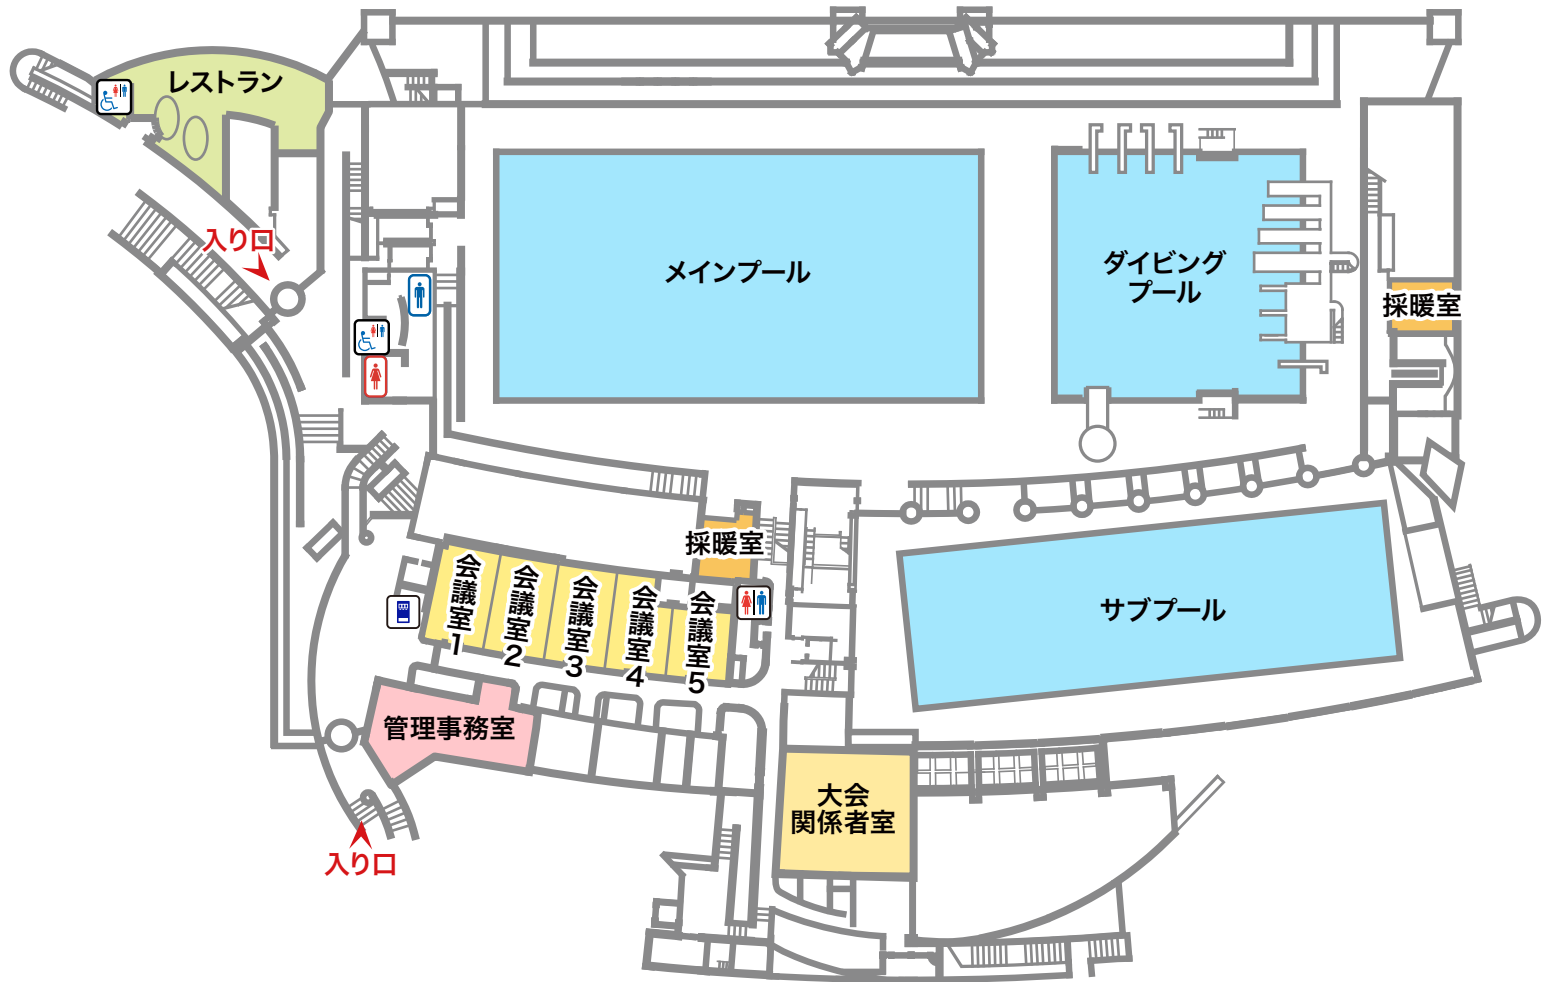 レストラン
入り口
メインプール
ダイビング
プール
採暖室
採暖室
会議室1
会議室2
会議室3
会議室4
会議室5
サブプール
管理事務室
大会
関係者室
入り口